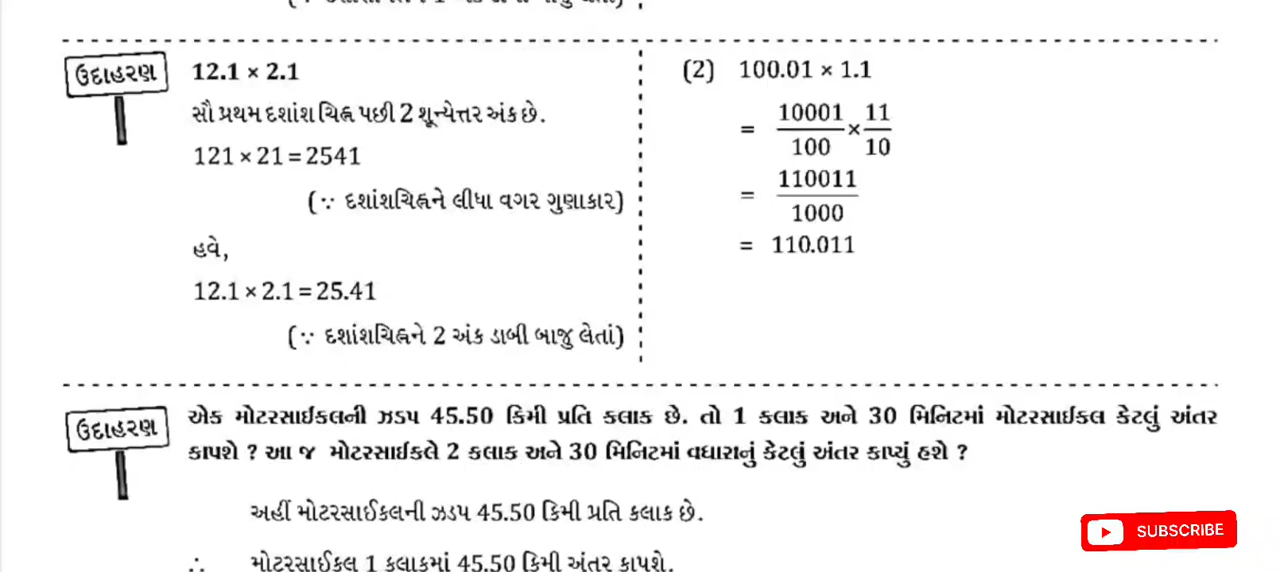 ઉદાહરણ
12.1 × 2.1
સૌ પ્રથમ દશાંશ ચિહ્ન પછી 2 શૂન્યેત્તર અંક છે.
121 × 21 = 2541
(∵ દશાંશચિહ્નને લીધા વગર ગુણાકાર)
હવે,
12.1 × 2.1 = 25.41
(∵ દશાંશચિહ્નને 2 અંક ડાબી બાજુ લેતાં)
(2) 100.01 × 1.1
= 10001/100 × 11/10
= 110011/1000
= 110.011
ઉદાહરણ
એક મોટરસાઈકલની ઝડપ 45.50 કિમી પ્રતિ કલાક છે. તો 1 કલાક અને 30 મિનિટમાં મોટરસાઈકલ કેટલું અંતર
કાપશે ? આ જ મોટરસાઈકલે 2 કલાક અને 30 મિનિટમાં વધારાનું કેટલું અંતર કાપ્યું હશે ?
અહીં મોટરસાઈકલની ઝડપ 45.50 કિમી પ્રતિ કલાક છે.
∴ મોટરસાઈકલ 1 કલાકમાં 45.50 કિમી અંતર કાપશે.
SUBSCRIBE